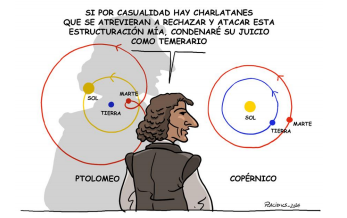 SI POR CASUALIDAD HAY CHARLATANES
QUE SE ATREVIERAN A RECHAZAR Y ATACAR ESTA
ESTRUCTURACIÓN MÍA, CONDENARÉ SU JUICIO
COMO TEMERARIO
SOL
MARTE
TIERRA
SOL
TIERRA
MARTE
PTOLOMEO
COPÉRNICO